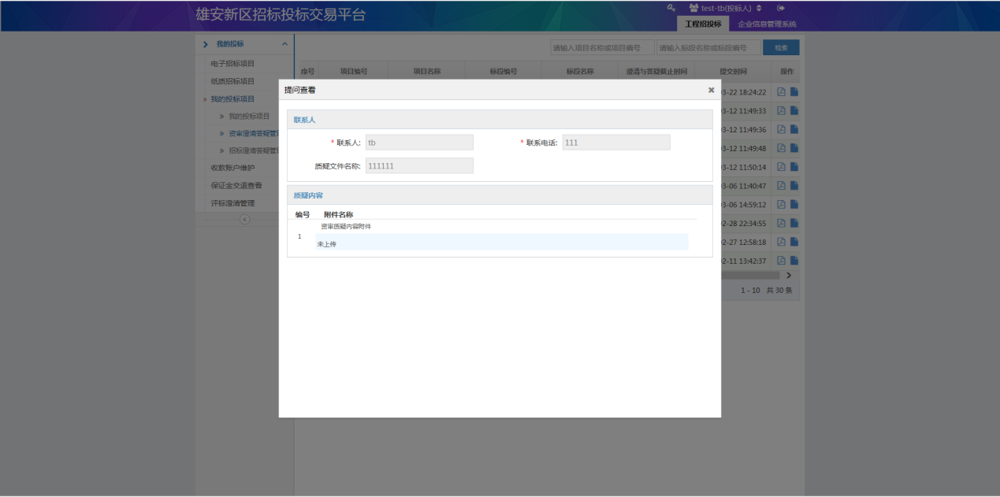 雄安新区招标投标交易平台
test-tb(投标人)
工程招投标 企业信息管理系统
我的投标
请输入项目名称或项目编号 请输入标段名称或标段编号 检索
电子招标项目
序号 项目编号 项目名称 标段编号 标段名称 澄清与答疑截止时间 提交时间 操作
纸质招标项目
提问查看
3-22 18:24:22
我的投标项目
联系人
3-12 11:49:33
我的投标项目
3-12 11:49:36
资审澄清答疑管
* 联系人: tb * 联系电话: 111
3-12 11:49:48
招标澄清答疑管
质疑文件名称: 111111
3-12 11:50:14
收款账户维护
3-06 11:40:47
保证金交退查看
质疑内容
3-06 14:59:12
评标澄清管理
编号 附件名称
2-28 22:34:55
资审质疑内容附件
1
未上传
2-27 12:58:18
2-11 13:42:37
1 - 10 共 30 条